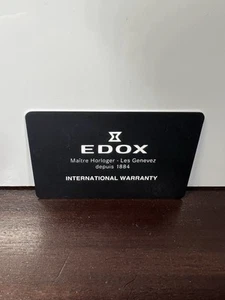 EDOX
Maître Horloger - Les Genevez
depuis 1884
INTERNATIONAL WARRANTY